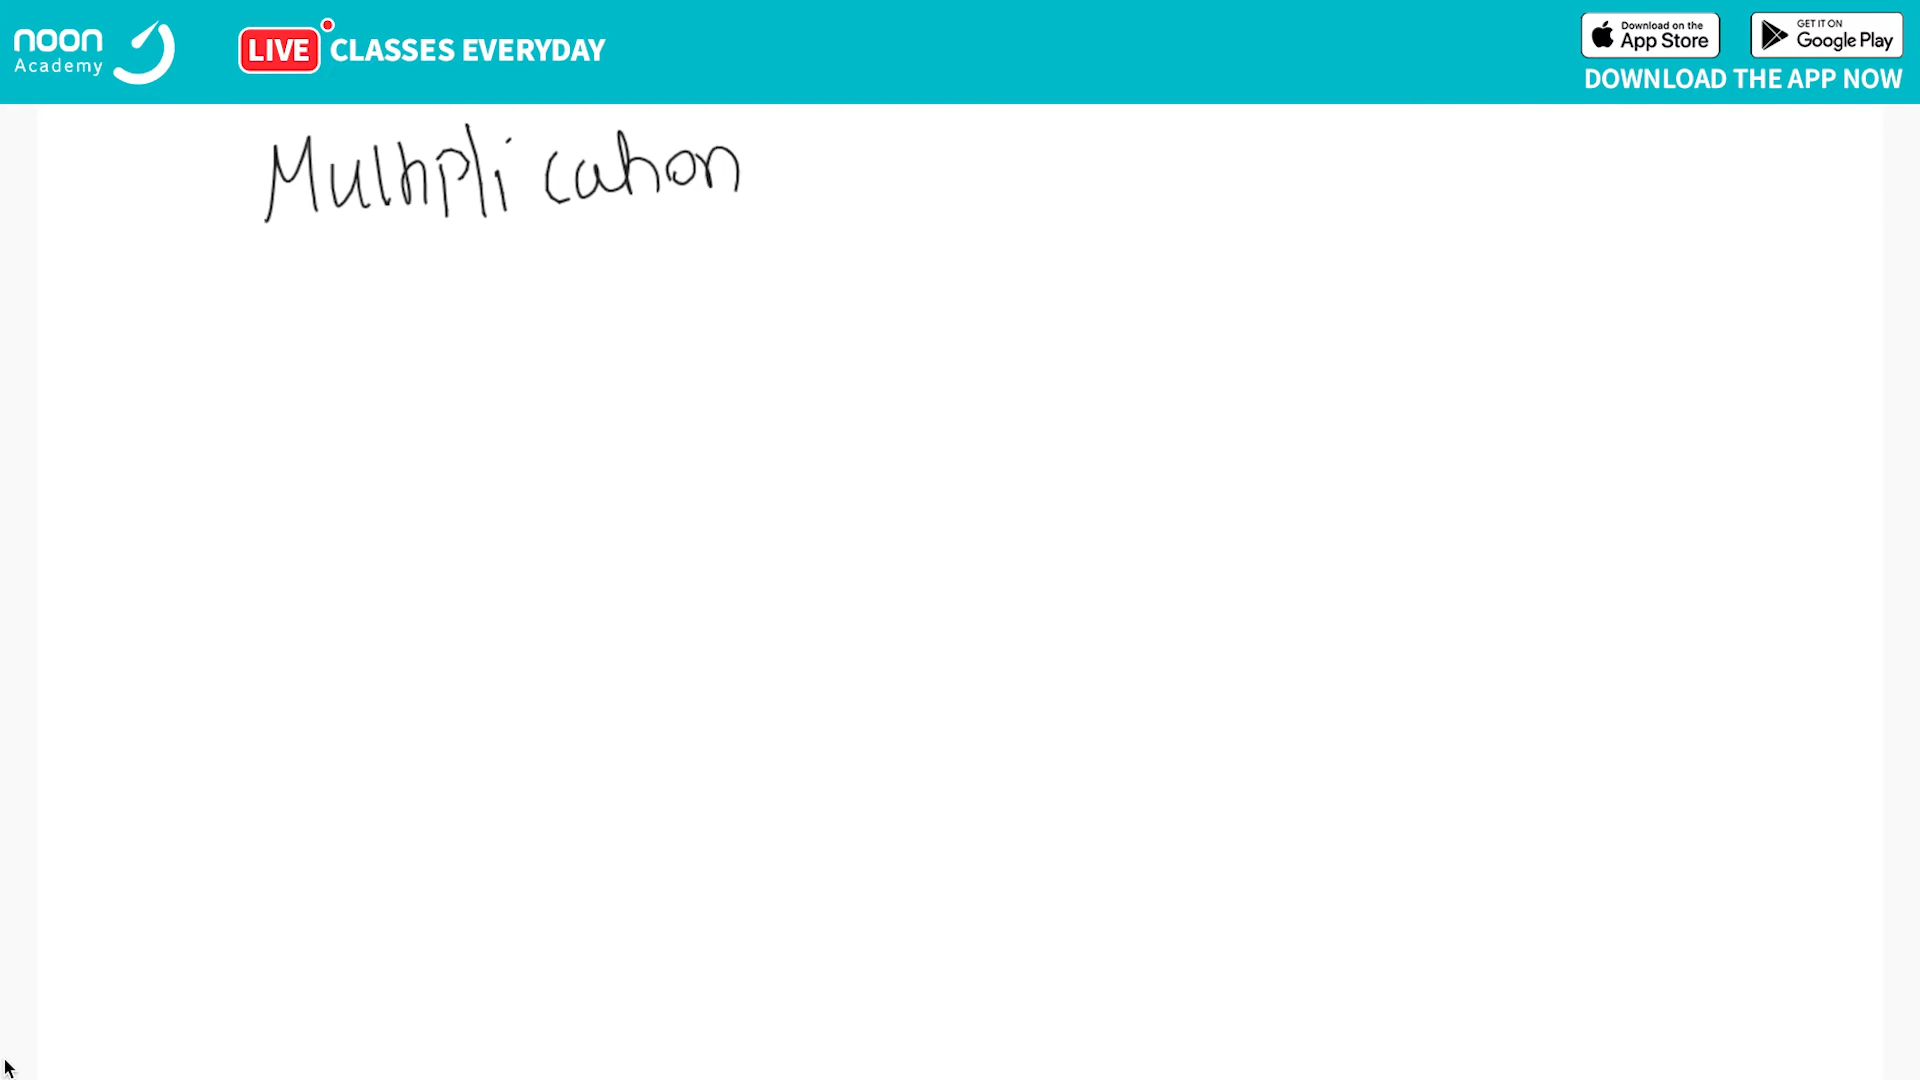 noon
Academy
LIVE CLASSES EVERYDAY
Download on the
App Store
GET IT ON
Google Play
DOWNLOAD THE APP NOW
Multiplication